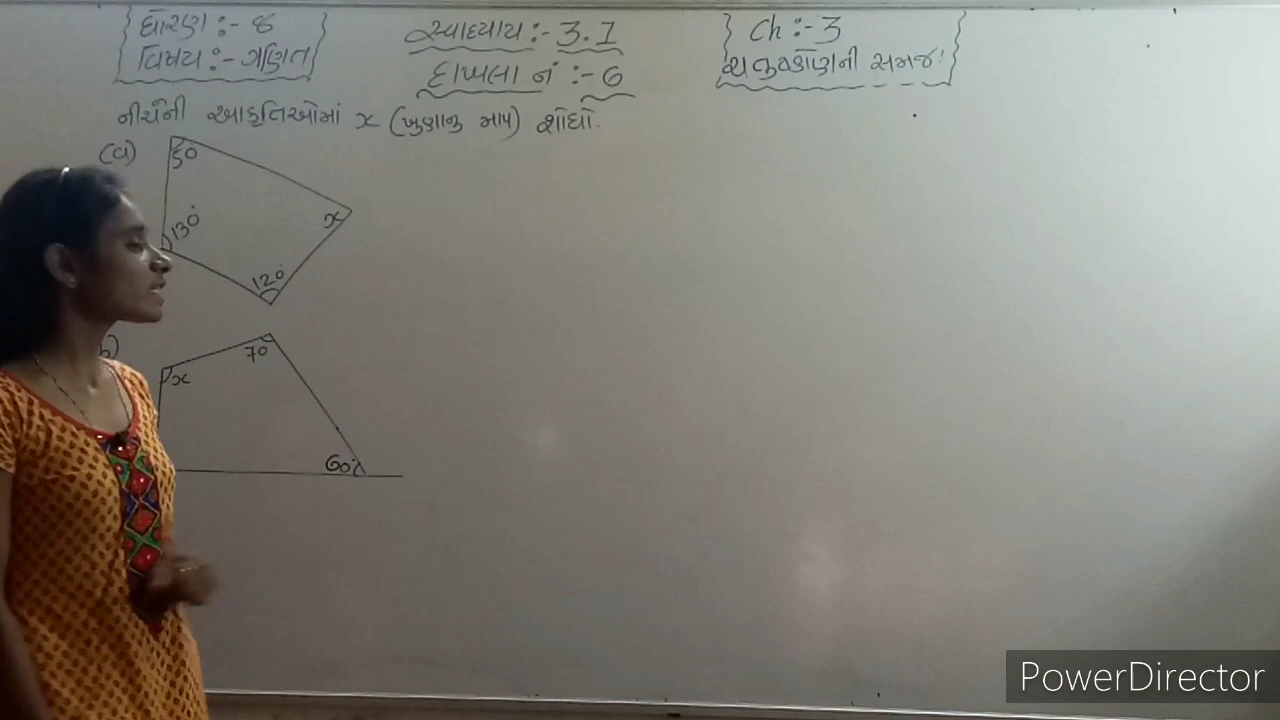 ધોરણ :- 8
વિષય :- ગણિત
સ્વાધ્યાય :- 3.1
દાખલા નં :- 6
Ch :- 3
ચતુષ્કોણની સમજ
નીચેની આકૃતિઓમાં x (ખુણાનુ માપ) શોધો.
(a)
50
130°
120°
x
b)
x
70
60°
PowerDirector